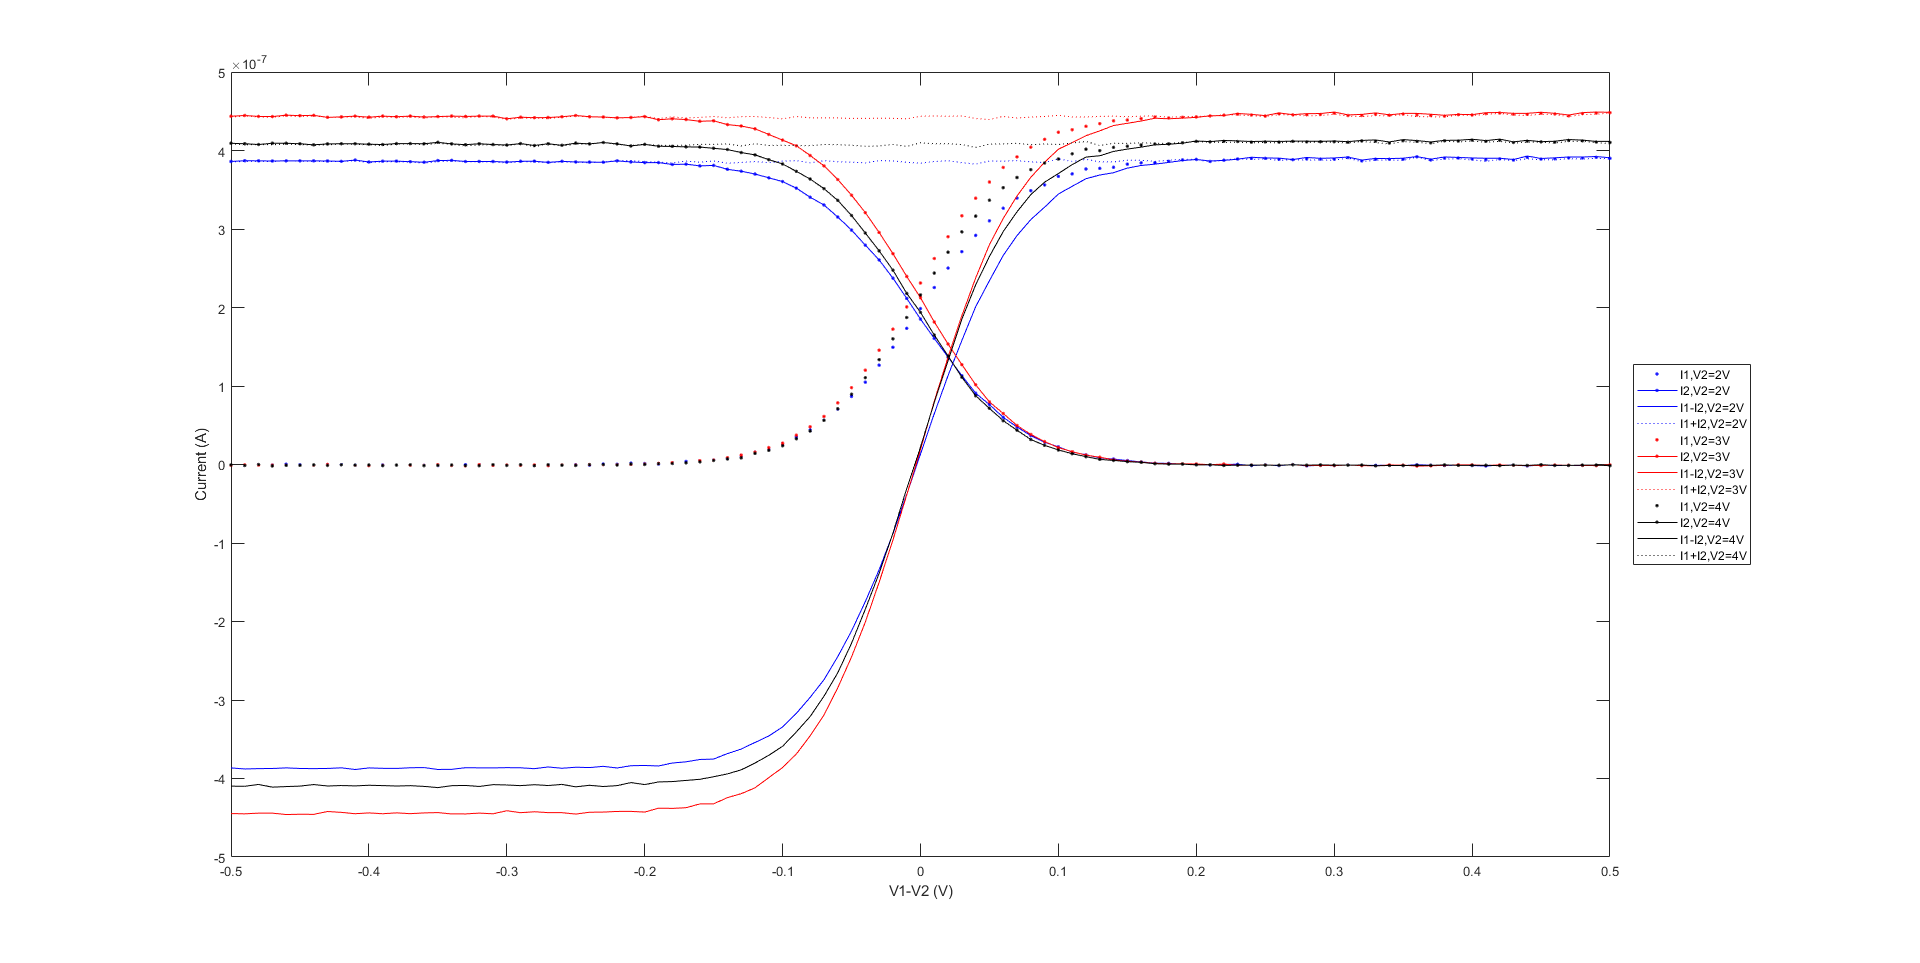 ×10-7
5
4
3
2
1
0
-1
-2
-3
-4
-5
Current (A)
-0.5 -0.4 -0.3 -0.2 -0.1 0 0.1 0.2 0.3 0.4 0.5
V1-V2 (V)
I1,V2=2V
I2,V2=2V
I1-I2,V2=2V
I1+I2,V2=2V
I1,V2=3V
I2,V2=3V
I1-I2,V2=3V
I1+I2,V2=3V
I1,V2=4V
I2,V2=4V
I1-I2,V2=4V
I1+I2,V2=4V